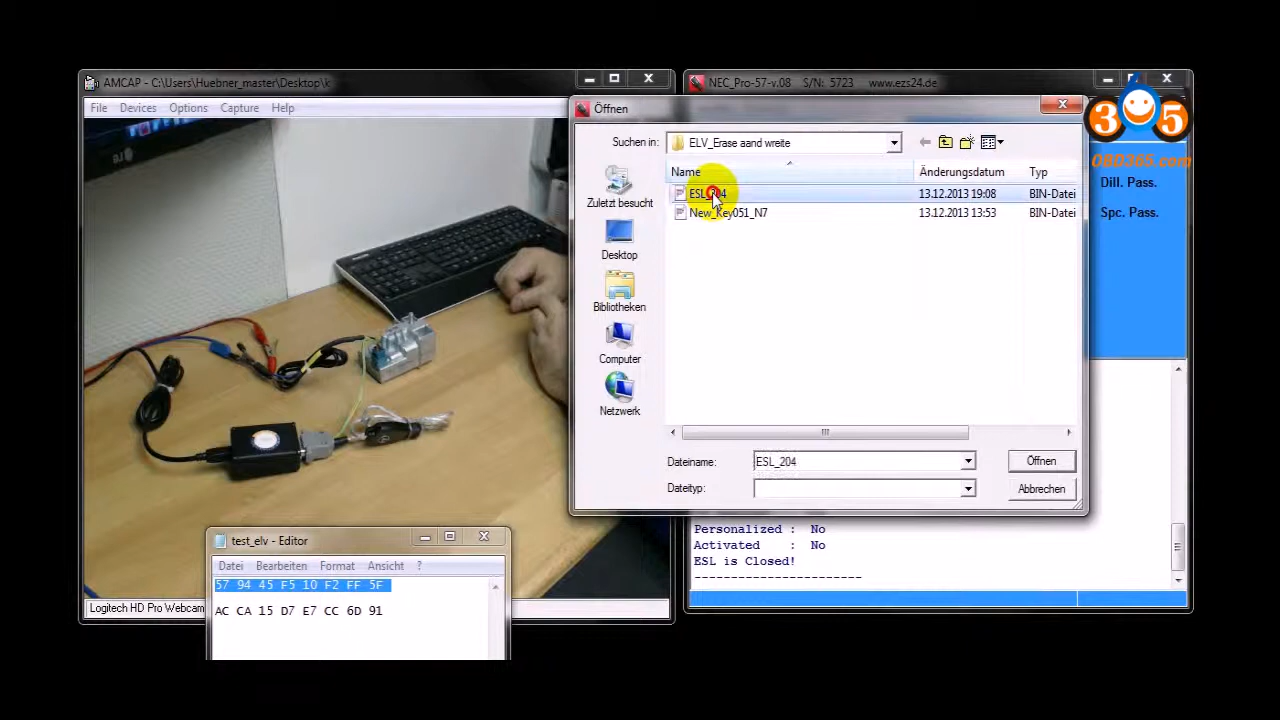 AMCAP - C:\Users\Huebner_master\Desktop\k
File Devices Options Capture Help
LG
Logitech HD Pro Webcam
NEC_Pro-57-v.08 S/N: 5723 www.ezs24.de
365
OBD365.com
Dill. Pass.
Spc. Pass.
Öffnen
Suchen in: ELV_Erase aand wreite
Name Änderungsdatum Typ
ESL_204 13.12.2013 19:08 BIN-Datei
New_Key051_N7 13.12.2013 13:53 BIN-Datei
Zuletzt besucht
Desktop
Bibliotheken
Computer
Netzwerk
Dateiname: ESL_204 Öffnen
Dateityp: Abbrechen
Personalized : No
Activated : No
ESL is Closed!
-----------------------
test_elv - Editor
Datei Bearbeiten Format Ansicht ?
57 94 45 F5 10 F2 FF 5F
AC CA 15 D7 E7 CC 6D 91